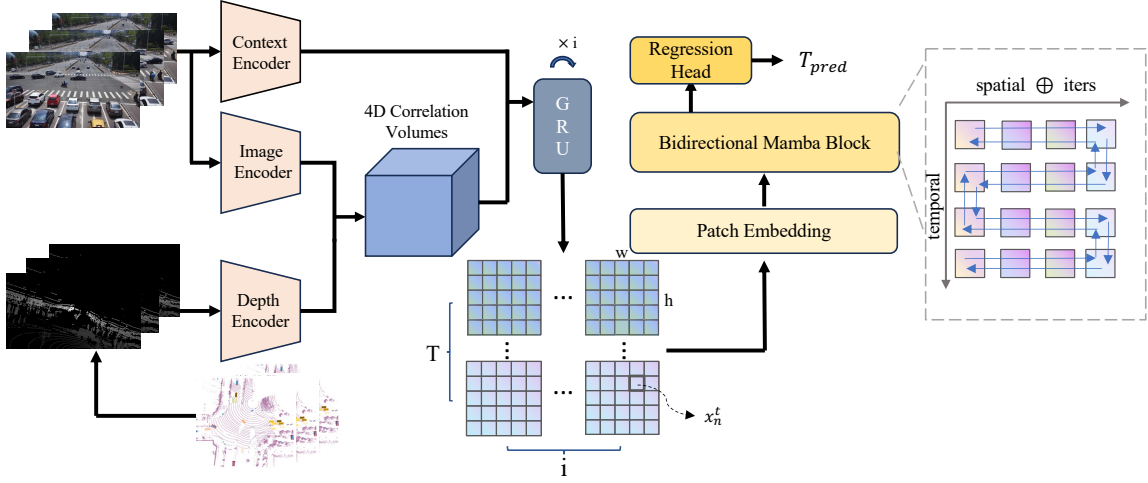 Context
Encoder
Image
Encoder
Depth
Encoder
4D Correlation
Volumes
× i
G
R
U
w
h
T
i
x_n^t
Regression
Head
T_pred
Bidirectional Mamba Block
Patch Embedding
spatial ⊕ iters
temporal